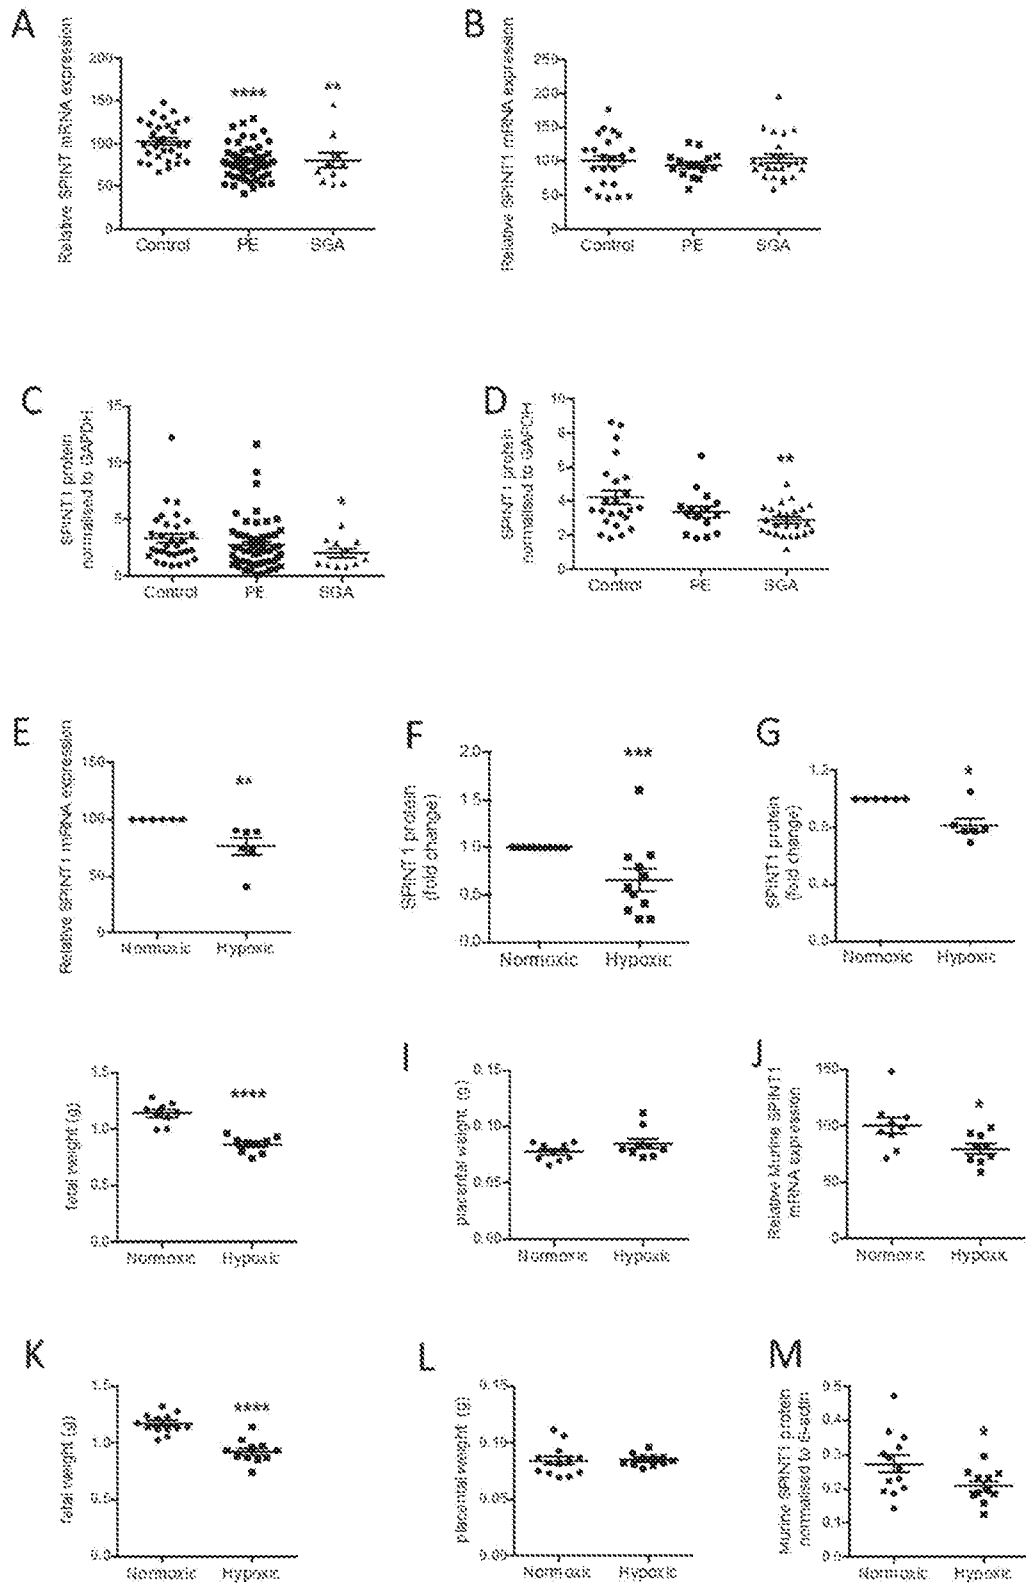 A
Relative SPINT mRNA expression
200
150
100
50
0
****
**
Control PE SGA
B
Relative SPINT1 mRNA expression
250
200
150
100
50
0
Control PE SGA
C
SPINT1 protein
normalised to GAPDH
15
10
5
0
Control PE SGA
D
SPINT1 protein
normalised to GAPDH
10
8
6
4
2
0
**
Control PE SGA
E
Relative SPINT1 mRNA expression
150
100
50
0
**
Normoxic Hypoxic
F
SPINT1 protein
(fold change)
2.0
1.5
1.0
0.5
0.0
***
Normoxic Hypoxic
G
SPINT1 protein
(fold change)
0.8
0.4
0.0
*
Normoxic Hypoxic
fetal weight (g)
1.5
1.0
0.5
0.0
****
Normoxic Hypoxic
I
placental weight (g)
0.15
0.10
0.05
0.00
Normoxic Hypoxic
J
Relative Murine SPINT1
mRNA expression
150
100
50
0
*
Normoxic Hypoxic
K
fetal weight (g)
1.5
1.0
0.5
0.0
****
Normoxic Hypoxic
L
placental weight (g)
0.15
0.10
0.05
0.00
Normoxic Hypoxic
M
Murine SPINT1 protein
normalised to B-actin
0.5
0.4
0.3
0.2
0.1
0.0
Normoxic Hypoxic